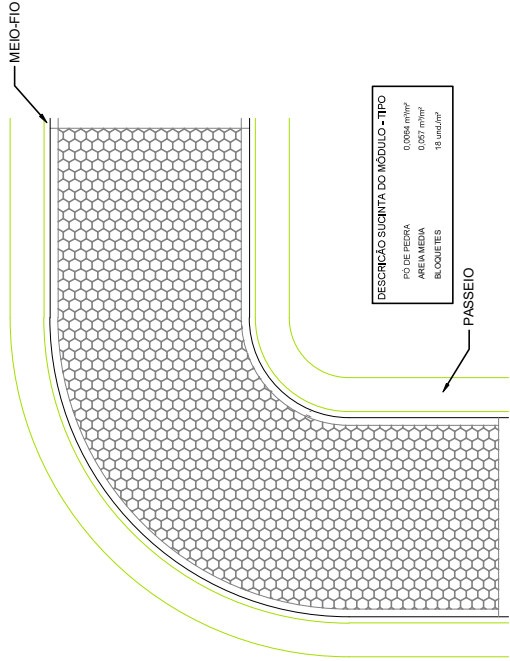 MEIO-FIO
DESCRIÇÃO SUCINTA DO MÓDULO - TIPO
PÓ DE PEDRA 0,0064 m³/m²
AREIA MEDIA 0,057 m³/m²
BLOQUETES 18 und./m²
PASSEIO